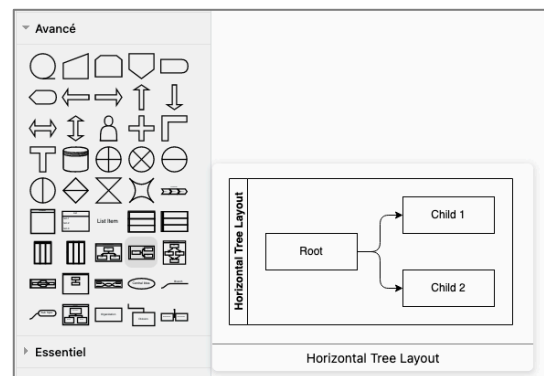 Avancé
List Item
Horizontal Tree Layout
Root
Child 1
Child 2
Horizontal Tree Layout
Essentiel